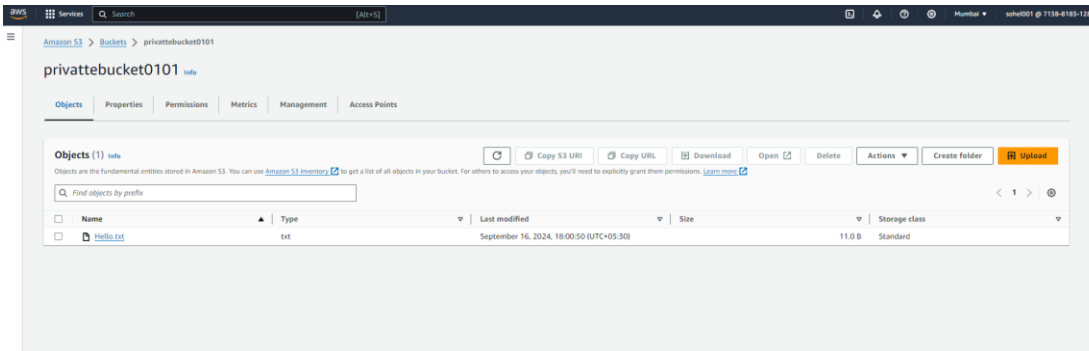 aws Services Search [Alt+S] Mumbai ▼ sohel001 @ 7138-8185-128
Amazon S3 > Buckets > privattebucket0101
privattebucket0101 Info
Objects Properties Permissions Metrics Management Access Points
Objects (1) Info Copy S3 URI Copy URL Download Open Delete Actions ▼ Create folder Upload
Objects are the fundamental entities stored in Amazon S3. You can use Amazon S3 inventory to get a list of all objects in your bucket. For others to access your objects, you'll need to explicitly grant them permissions. Learn more
Find objects by prefix < 1 >
Name ▲ Type Last modified Size Storage class
Hello.txt txt September 16, 2024, 18:00:50 (UTC+05:30) 11.0 B Standard